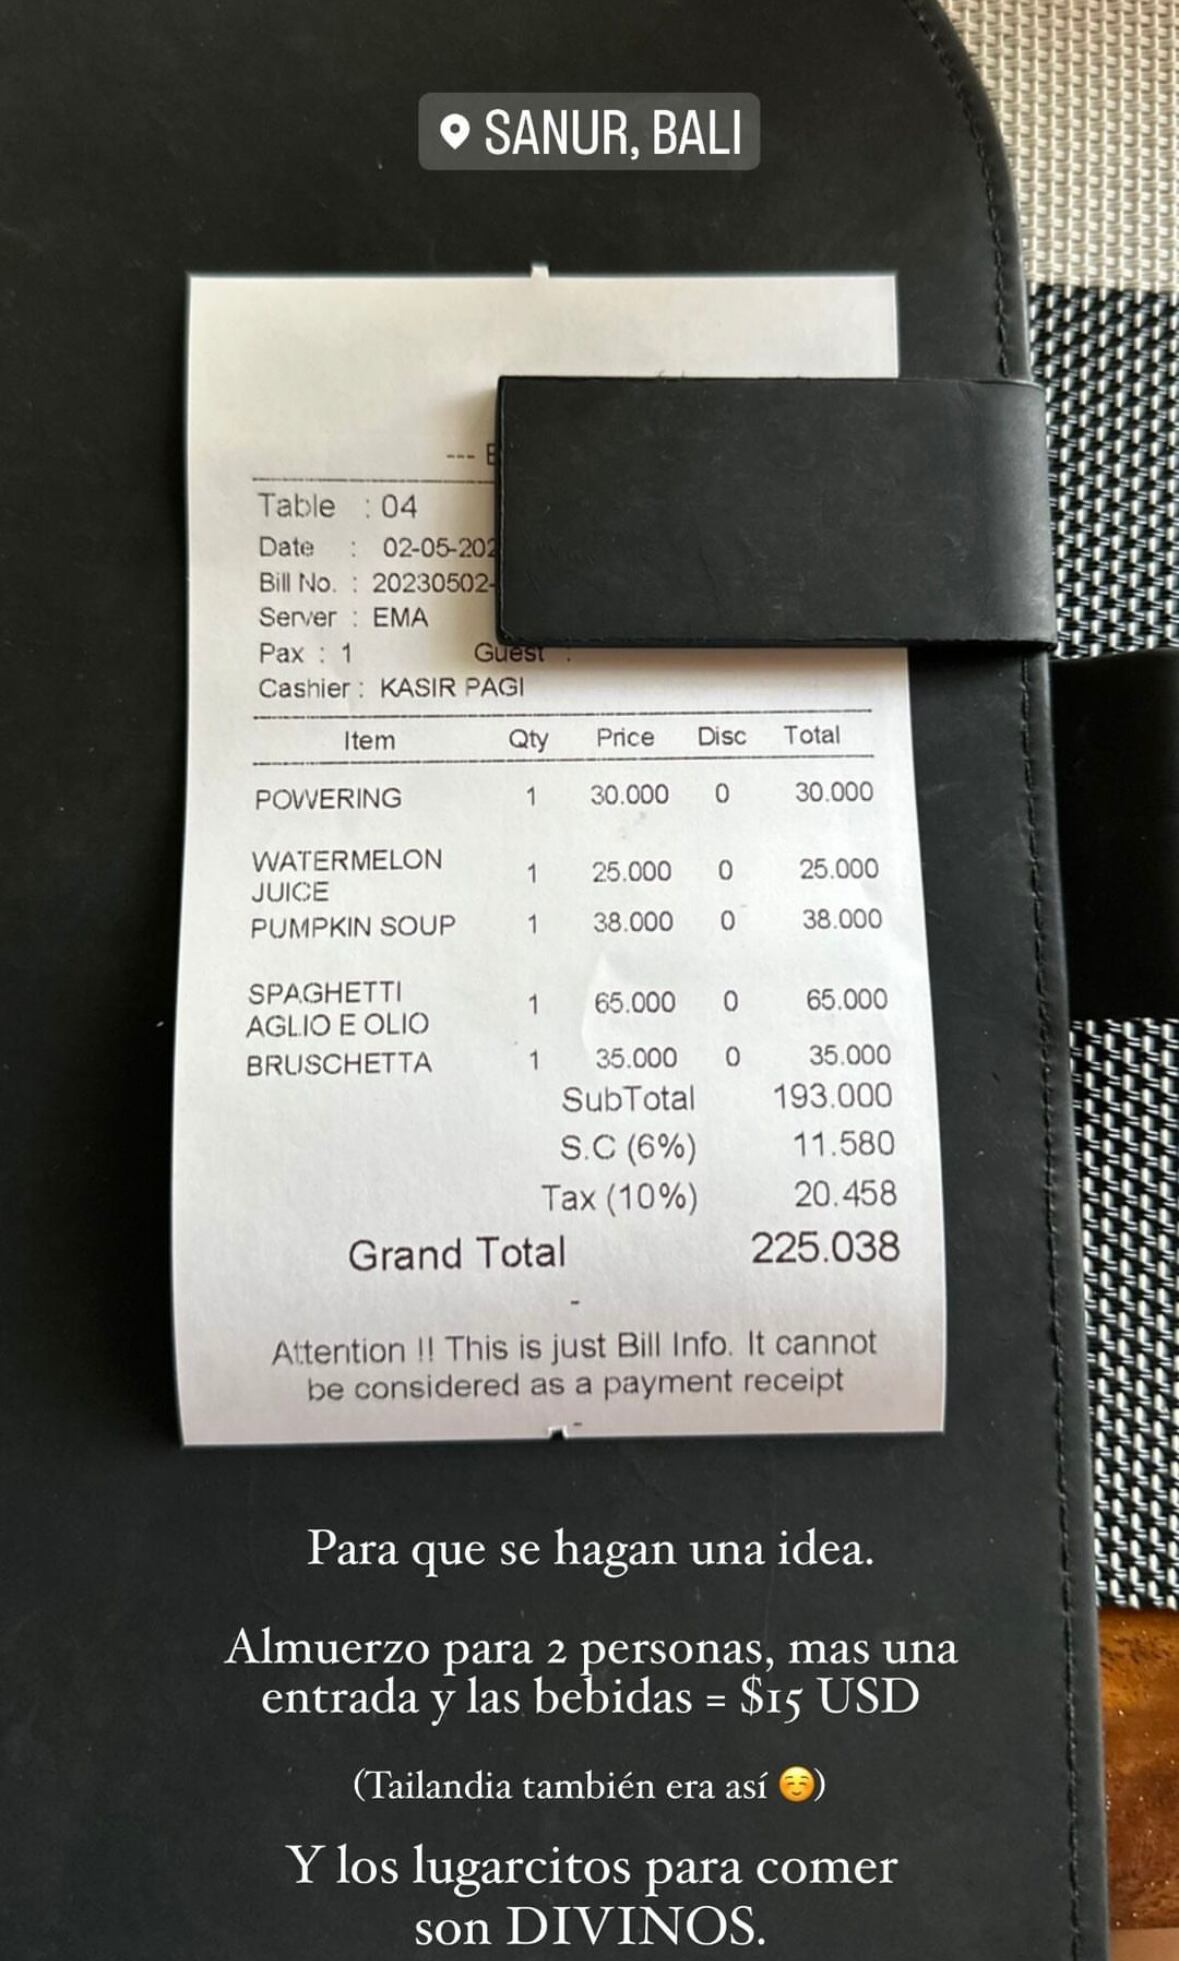 SANUR, BALI
---
Table : 04
Date : 02-05-202
Bill No. : 20230502-
Server : EMA
Pax : 1 Guest :
Cashier : KASIR PAGI
Item Qty Price Disc Total
POWERING 1 30.000 0 30.000
WATERMELON
JUICE 1 25.000 0 25.000
PUMPKIN SOUP 1 38.000 0 38.000
SPAGHETTI
AGLIO E OLIO 1 65.000 0 65.000
BRUSCHETTA 1 35.000 0 35.000
SubTotal 193.000
S.C (6%) 11.580
Tax (10%) 20.458
Grand Total 225.038
-
Attention !! This is just Bill Info. It cannot
be considered as a payment receipt
-
Para que se hagan una idea.
Almuerzo para 2 personas, mas una
entrada y las bebidas = $15 USD
(Tailandia también era así ☺️)
Y los lugarcitos para comer
son DIVINOS.